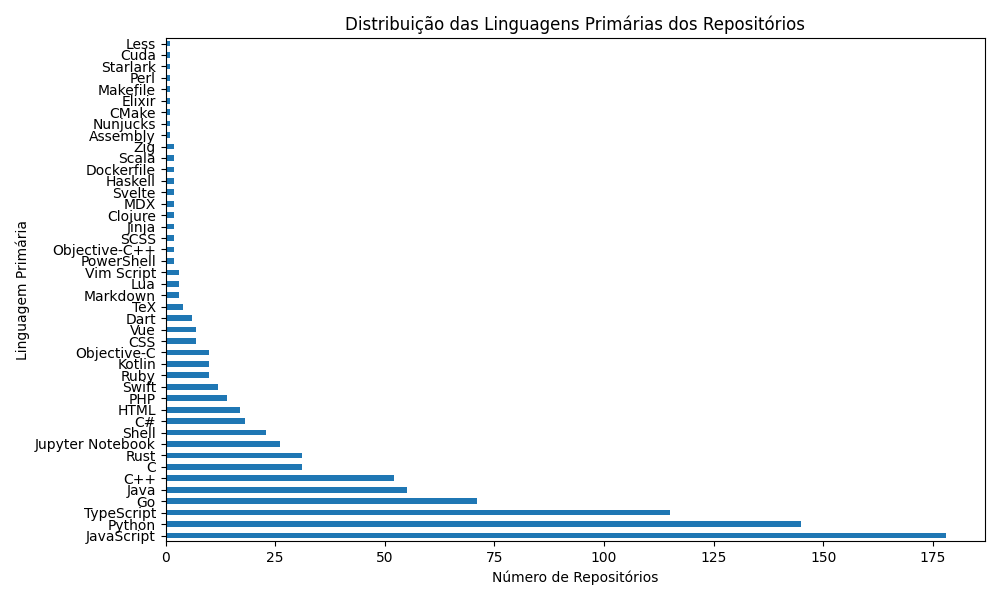 Distribuição das Linguagens Primárias dos Repositórios
Less
Cuda
Starlark
Perl
Makefile
Elixir
CMake
Nunjucks
Assembly
Zig
Scala
Dockerfile
Haskell
Svelte
MDX
Clojure
Jinja
SCSS
Objective-C++
PowerShell
Vim Script
Lua
Markdown
TeX
Dart
Vue
CSS
Objective-C
Kotlin
Ruby
Swift
PHP
HTML
C#
Shell
Jupyter Notebook
Rust
C
C++
Java
Go
TypeScript
Python
JavaScript
Linguagem Primária
0 25 50 75 100 125 150 175
Número de Repositórios